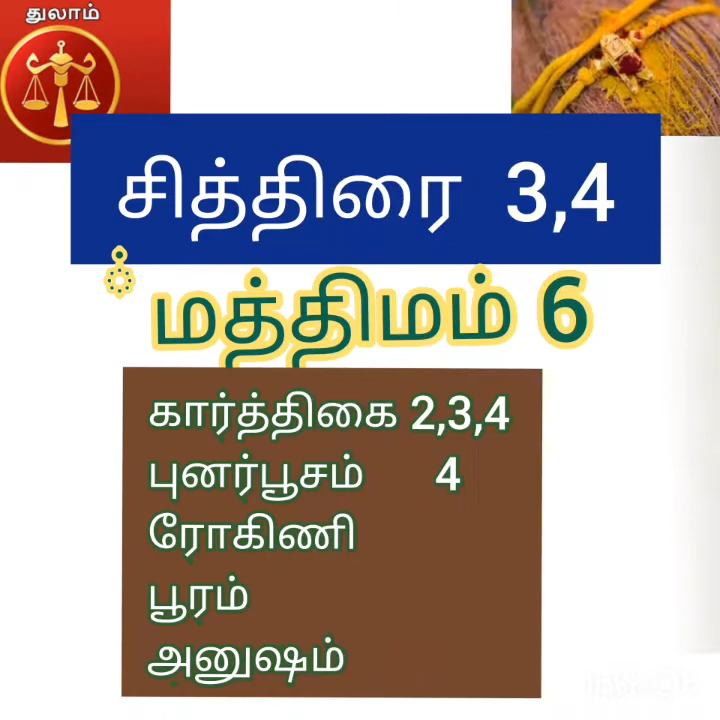 துலாம்
சித்திரை 3,4
மத்திமம் 6
கார்த்திகை 2,3,4
புனர்பூசம் 4
ரோகிணி
பூரம்
அனுஷம்